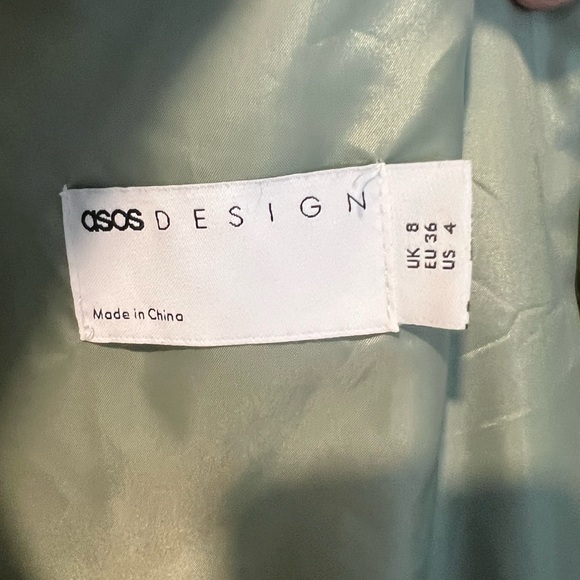 asos DESIGN
Made in China
UK 8
EU 36
US 4